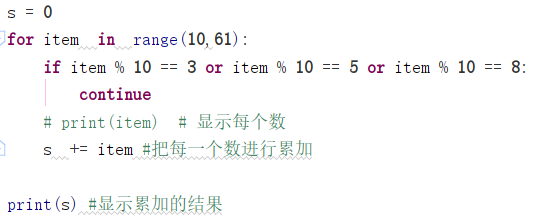 s = 0
for item in range(10,61):
    if item % 10 == 3 or item % 10 == 5 or item % 10 == 8:
        continue
    # print(item)  # 显示每个数
    s += item #把每一个数进行累加
print(s) #显示累加的结果